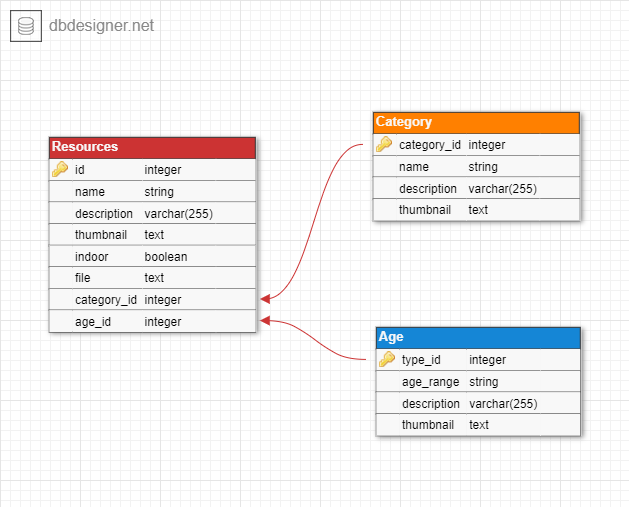 dbdesigner.net
Resources
id integer
name string
description varchar(255)
thumbnail text
indoor boolean
file text
category_id integer
age_id integer
Category
category_id integer
name string
description varchar(255)
thumbnail text
Age
type_id integer
age_range string
description varchar(255)
thumbnail text